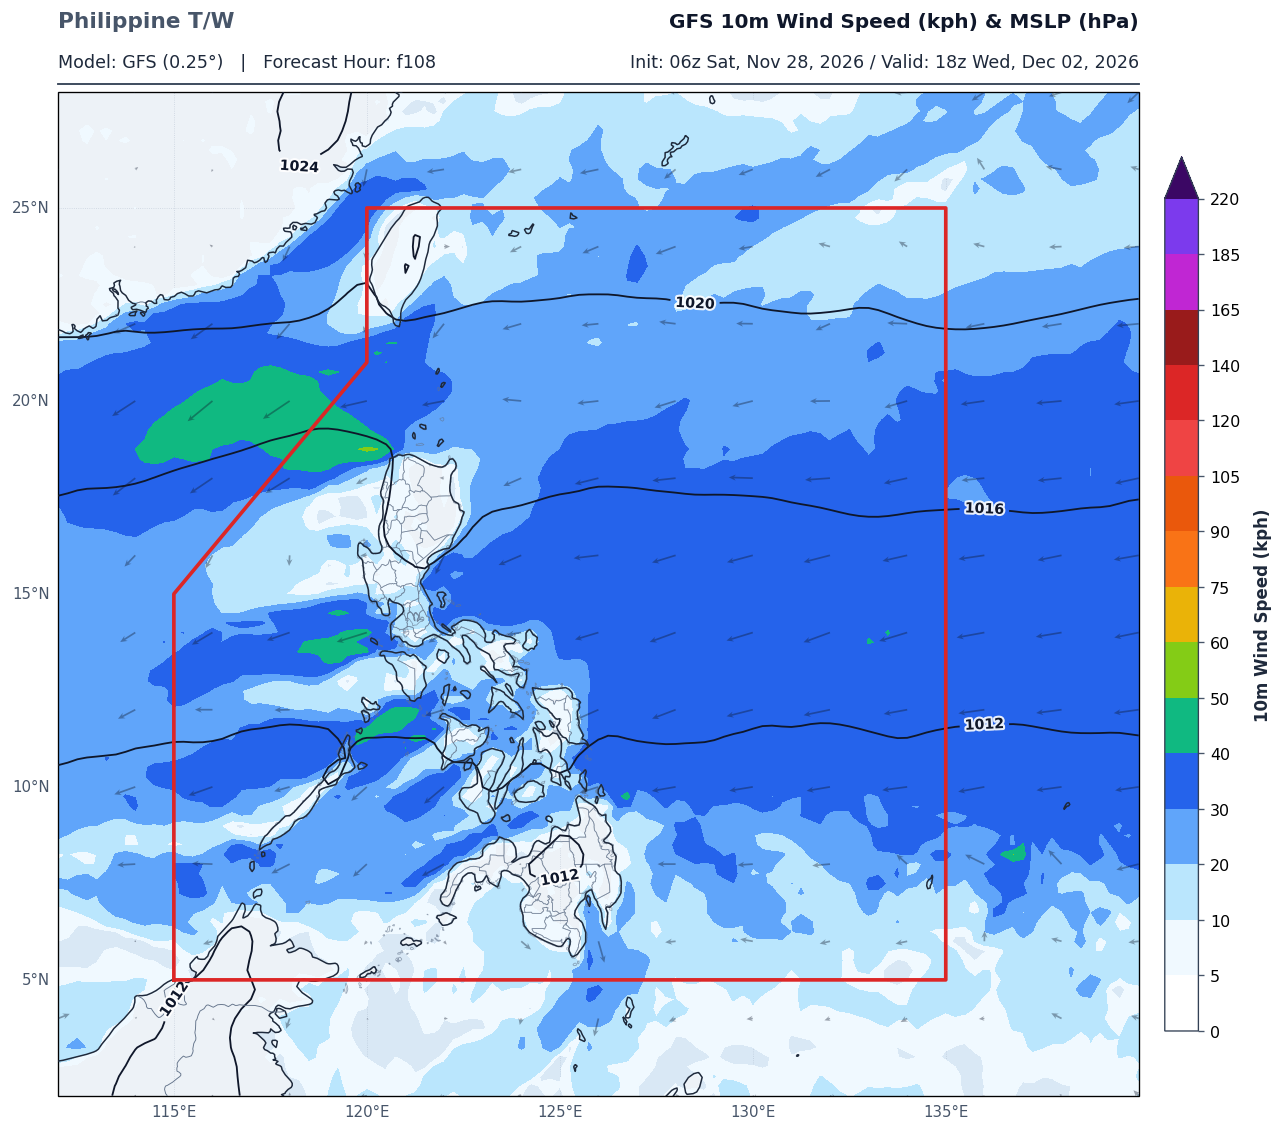 Philippine T/W
GFS 10m Wind Speed (kph) & MSLP (hPa)
Model: GFS (0.25°) | Forecast Hour: f108
Init: 06z Sat, Nov 28, 2026 / Valid: 18z Wed, Dec 02, 2026
1024
1020
1016
1012
1012
1012
25°N
20°N
15°N
10°N
5°N
115°E
120°E
125°E
130°E
135°E
220
185
165
140
120
105
90
75
60
50
40
30
20
10
5
0
10m Wind Speed (kph)